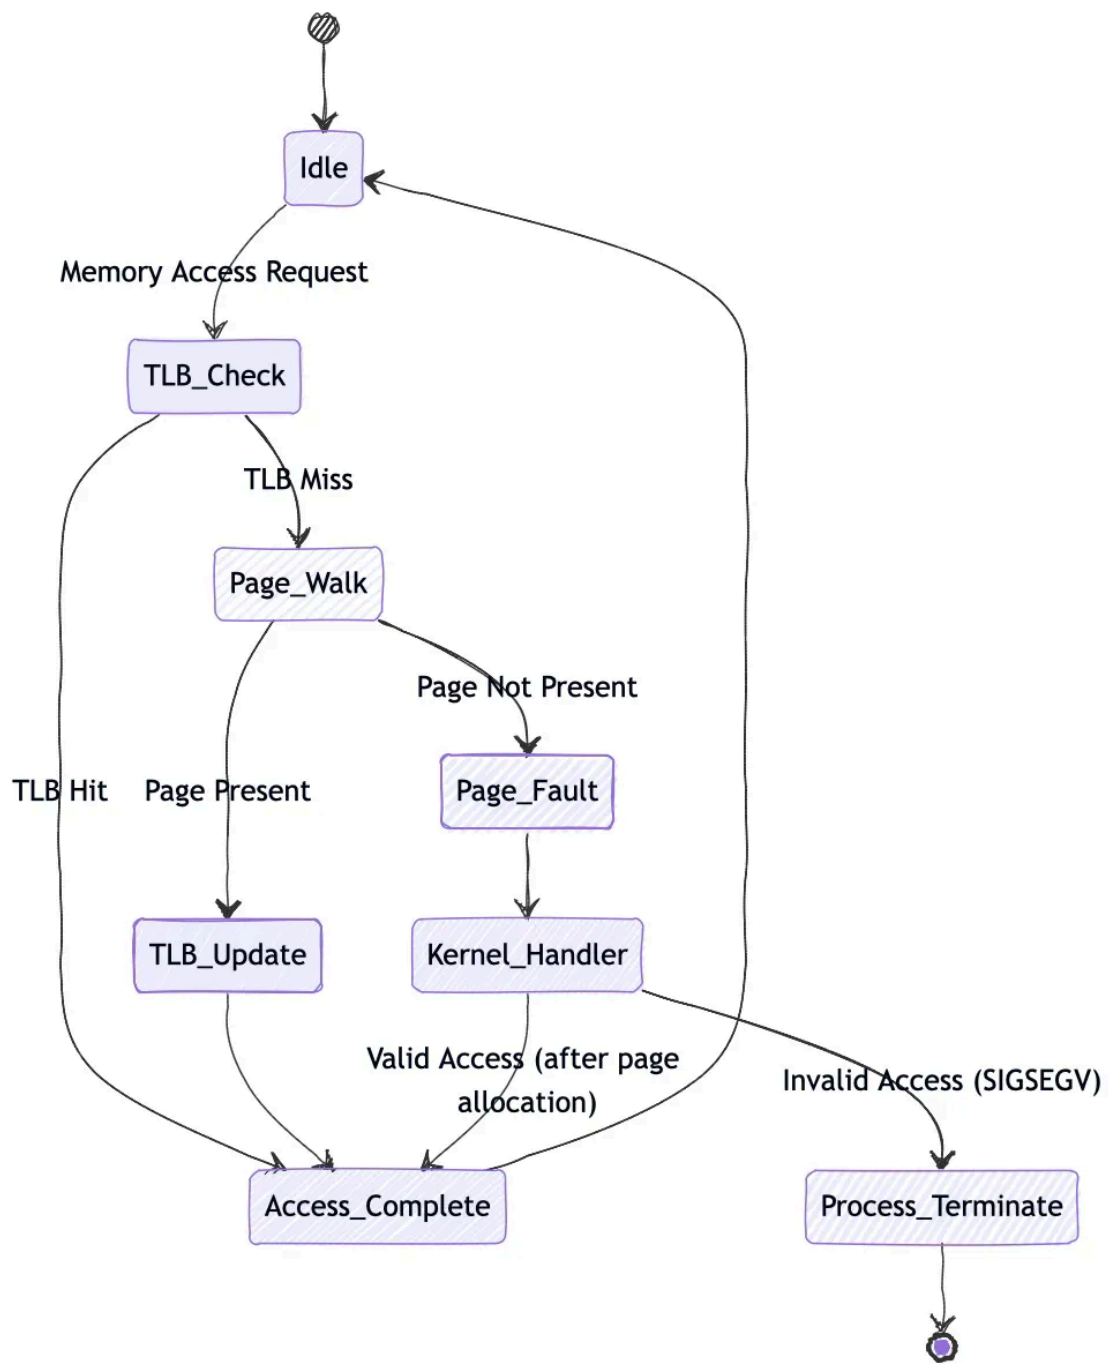 Idle
Memory Access Request
TLB_Check
TLB Miss
Page_Walk
Page Not Present
TLB Hit
Page Present
Page_Fault
TLB_Update
Kernel_Handler
Valid Access (after page
allocation)
Invalid Access (SIGSEGV)
Access_Complete
Process_Terminate